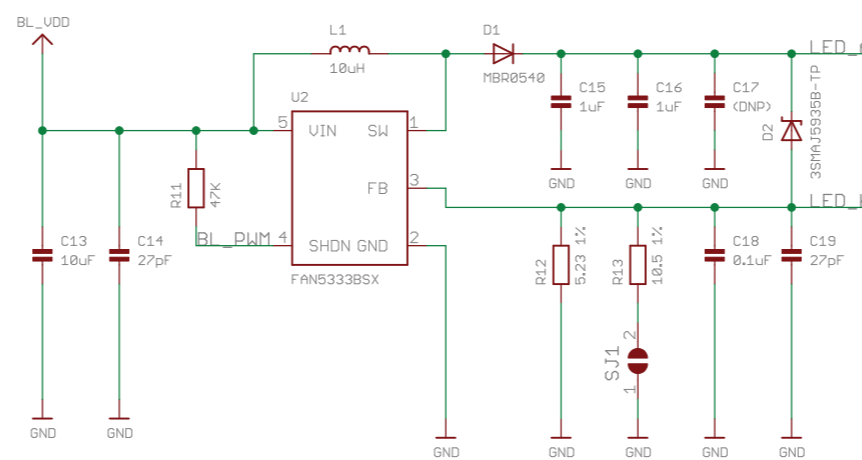 BL_VDD
L1
10uH
D1
MBR0540
LED_
C15
1uF
C16
1uF
C17
(DNP)
D2
3SMAJ5935B-TP
U2
5
VIN
SW
1
FB
3
4
SHDN
GND
2
FAN5333BSX
R11
47K
BL_PWM
GND
GND
GND
LED_
C13
10uF
C14
27pF
R12
5.23 1%
R13
10.5 1%
C18
0.1uF
C19
27pF
2
SJ1
1
GND
GND
GND
GND
GND
GND
GND